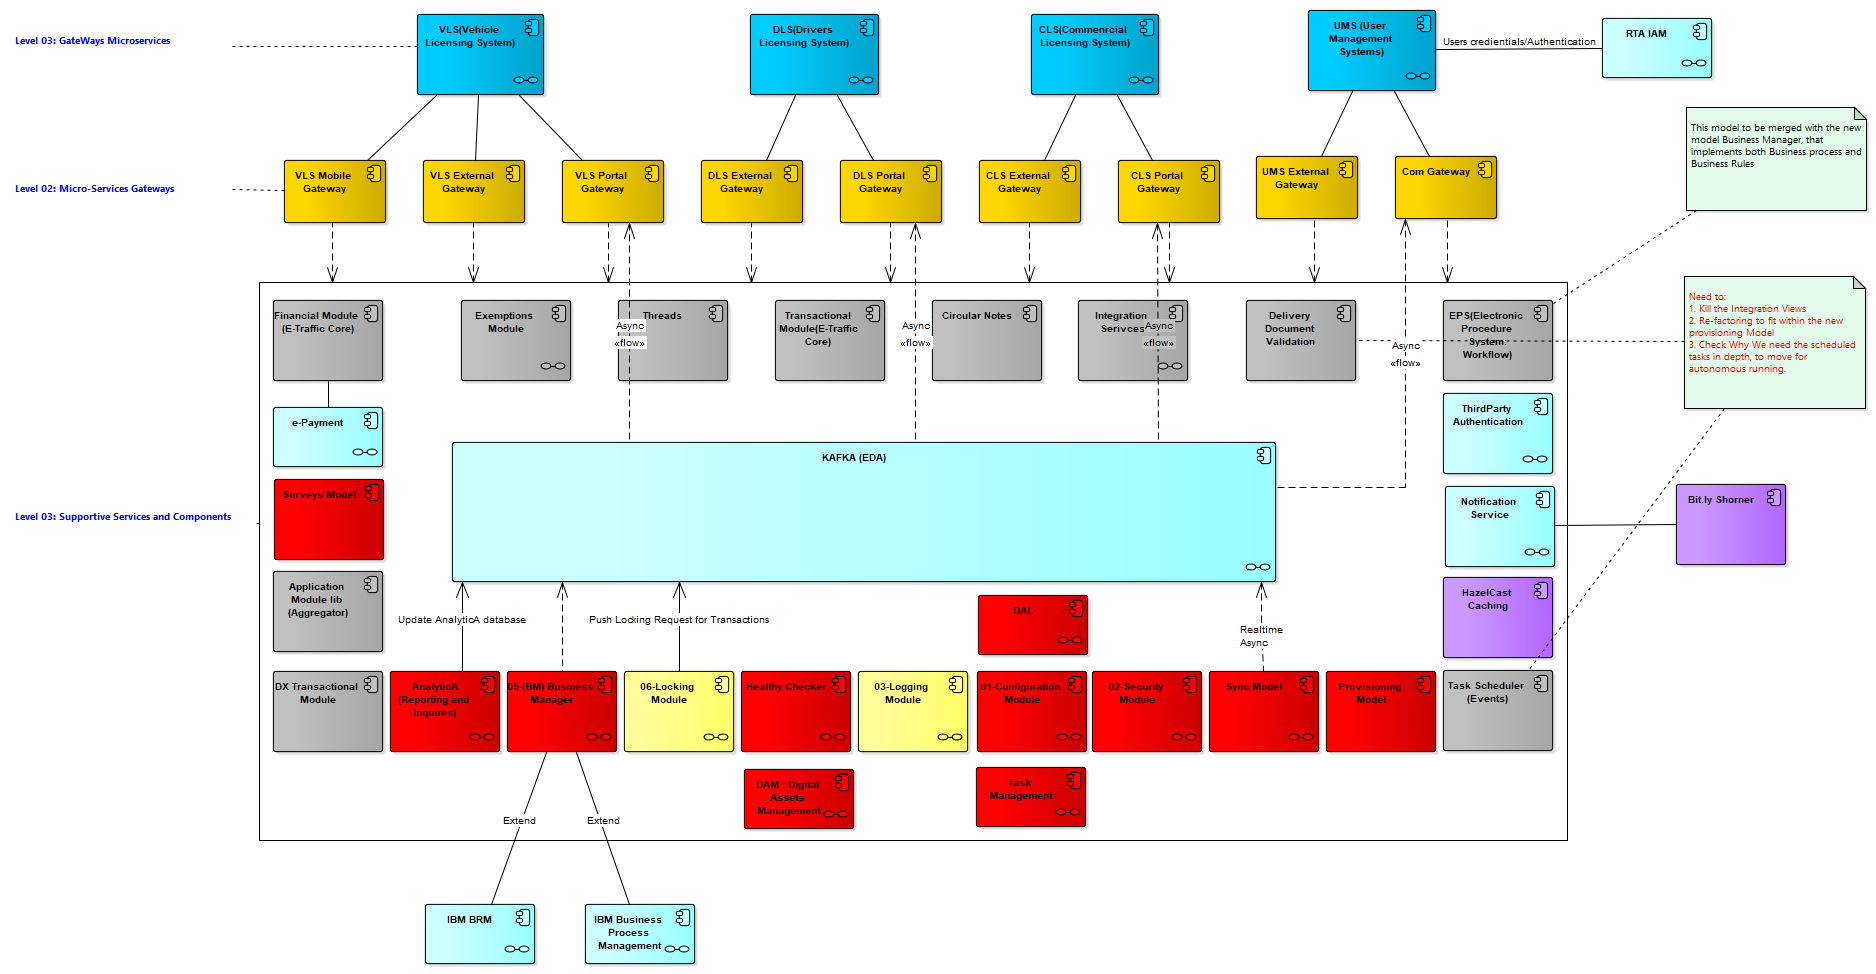 VLS(Vehicle
Licensing System)
DLS(Drivers
Licensing System)
CLS(Commenrcial
Licensing System)
UMS (User
Management
Systems)
RTA IAM
Level 03: GateWays Microservices
Users credientials/Authentication
This model to be merged with the new
model Business Manager, that
implements both Business process and
Business Rules
Level 02: Micro-Services Gateways
VLS Mobile
Gateway
VLS External
Gateway
VLS Portal
Gateway
DLS External
Gateway
DLS Portal
Gateway
CLS External
Gateway
CLS Portal
Gateway
UMS External
Gateway
Com Gateway
Need to:
1. Kill the Integration Views
2. Re-factoring to fit within the new
provisioning Model
3. Check Why We need the scheduled
tasks in depth, to move for
autonomous running.
Financial Module
(E-Traffic Core)
Exemptions
Module
Threads
Transactional
Module(E-Traffic
Core)
Circular Notes
Integration
Serivces
Delivery
Document
Validation
EPS(Electronic
Procedure
System:
Workflow)
Async
«flow»
Async
«flow»
Async
«flow»
Async
«flow»
e-Payment
ThirdParty
Authentication
KAFKA (EDA)
Surveys Model
Notification
Service
Bit.ly Shorner
Level 03: Supportive Services and Components
Application
Module lib
(Aggregator)
HazelCast
Caching
DAL
Update AnalyticA database
Push Locking Request for Transactions
Realtime
Async
DX Transactional
Module
AnalyticA
(Reporting and
Inquires)
05-(BM) Business
Manager
06-Locking
Module
Healthy Checker
03-Logging
Module
01-Configuration
Module
02-Security
Module
Sync Model
Provisioning
Model
Task Scheduler
(Events)
DAM : Digital
Assets
Management
Task
Management
Extend
Extend
IBM BRM
IBM Business
Process
Management